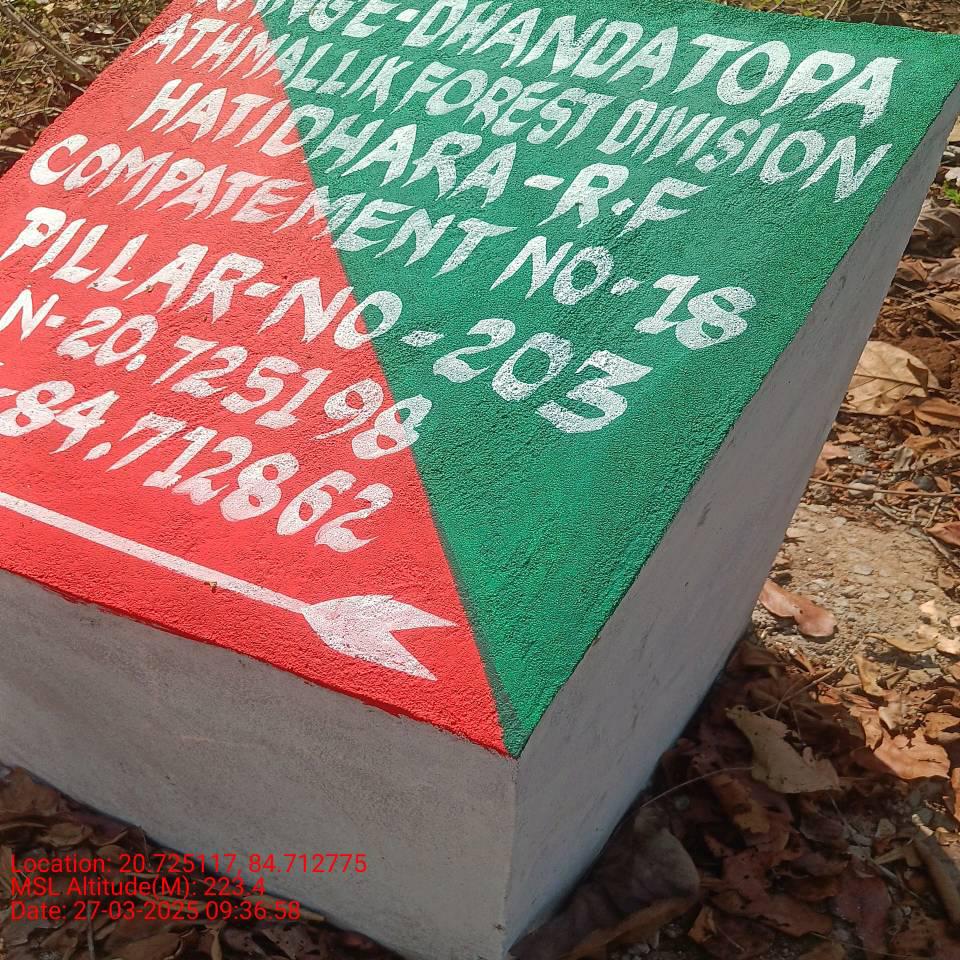 RANGE-DHANDATOPA
ATHMALLIK FOREST DIVISION
HATIDHARA-R.F
COMPATEMENT NO-18
PILLAR-NO-203
N-20.725198
-84.712862
Location: 20.725117, 84.712775
MSL Altitude(M): 223.4
Date: 27-03-2025 09:36:58